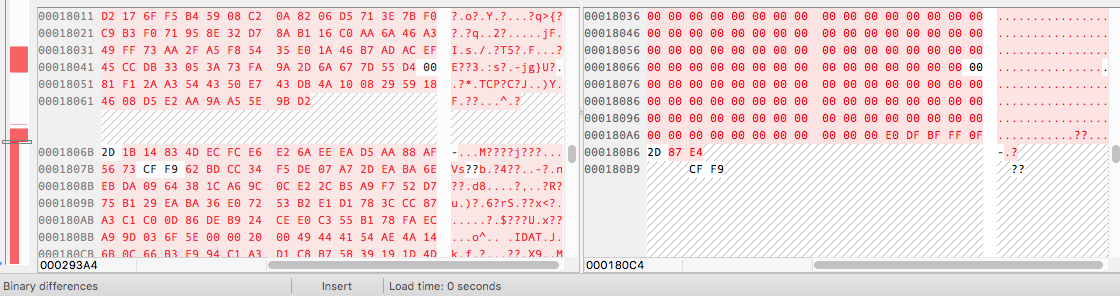 00018011 D2 17 6F F5 B4 59 08 C2 0A 82 06 D5 71 3E 7B F0 ?.o?.Y.?...?q>{?
00018021 C9 B3 F0 71 95 8E 32 D7 8A B1 16 C0 AA 6A 46 A3
00018031 49 FF 73 AA 2F A5 F8 54 35 E0 1A 46 B7 AD AC EF
00018041 45 CC DB 33 05 3A 73 FA 9A 2D 6A 67 7D 55 D4 00
00018051 81 F1 2A A3 54 43 50 E7 43 DB 4A 10 08 29 59 18
00018061 46 08 D5 E2 AA 9A A5 5E 9B D2 F.??...^.?
0001806B 2D 1B 14 83 4D EC FC E6 E2 6A EE EA D5 AA 88 AF -...M????j???...
0001807B 56 73 CF F9 62 BD CC 34 F5 DE 07 A7 2D EA BA 6E Vs??b.?4??..-?.n
0001808B EB DA 09 64 38 1C A6 9C 0C E2 2C B5 A9 F7 52 D7 ??.d8....?,..?R?
0001809B 75 B1 29 EA BA 36 E0 72 53 B2 E1 D1 78 3C CC 87 u.)?.6?rS.??x<?.
000180AB A3 C1 C0 0D 86 DE B9 24 CE E0 C3 55 B1 78 FA EC .....?.$???U.x??
000180BB A9 9D 03 6F 5E 00 00 20 00 49 44 41 54 AE 4A 14 ...o^.. .IDAT.J.
000180CB 6B 0C 66 B3 E9 94 C1 A3 D1 C8 B7 58 39 19 1D 4D k.f.?...??.X9..M
000293A4
00018036 00 00 00 00 00 00 00 00 00 00 00 00 00 00 00 00 ................
00018046 00 00 00 00 00 00 00 00 00 00 00 00 00 00 00 00 ................
00018056 00 00 00 00 00 00 00 00 00 00 00 00 00 00 00 00 ................
00018066 00 00 00 00 00 00 00 00 00 00 00 00 00 00 00 00 ................
00018076 00 00 00 00 00 00 00 00 00 00 00 00 00 00 00 00 ................
00018086 00 00 00 00 00 00 00 00 00 00 00 00 00 00 00 00 ................
00018096 00 00 00 00 00 00 00 00 00 00 00 00 00 00 00 00 ................
000180A6 00 00 00 00 00 00 00 00 00 00 00 E0 DF BF FF 0F
000180B6 2D 87 E4 -.?
000180B9 CF F9 ??
000180C4
Binary differences Insert Load time: 0 seconds